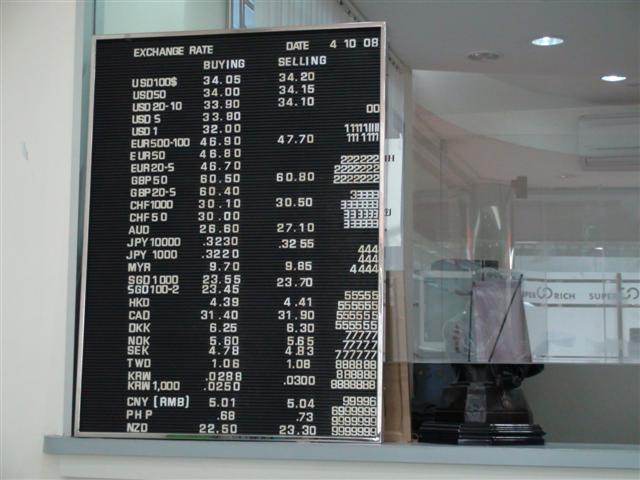 EXCHANGE RATE DATE 4 10 08
BUYING SELLING
USD100$ 34.05 34.20
USD50 34.00 34.15
USD20-10 33.90 34.10
USD5 33.80
USD1 32.00
EUR500-100 46.90 47.70
EUR50 46.80
EUR20-5 46.70
GBP50 60.50 60.80
GBP20-5 60.40
CHF1000 30.10 30.50
CHF50 30.00
AUD 26.60 27.10
JPY10000 .3230 .3255
JPY 1000 .3220
MYR 9.70 9.85
SGD1000 23.55 23.70
SGD100-2 23.45
HKD 4.39 4.41
CAD 31.40 31.90
DKK 6.25 6.30
NOK 5.60 5.65
SEK 4.78 4.83
TWD 1.06 1.08
KRW .0288 .0300
KRW1,000 .0250
CNY (RMB) 5.01 5.04
PHP .68 .73
NZD 22.50 23.30
RICH SUPER